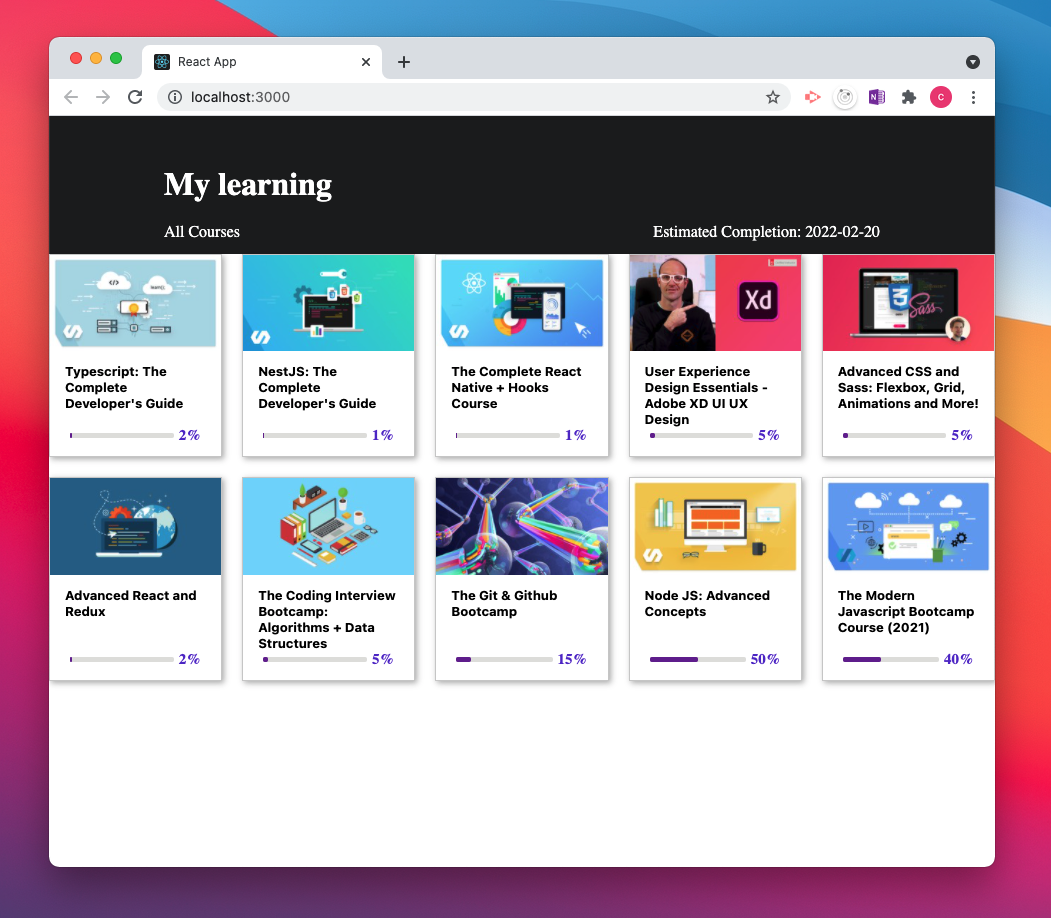 React App
localhost:3000
C
My learning
All Courses
Estimated Completion: 2022-02-20
</>
Xd
Typescript: The
Complete
Developer's Guide
2%
NestJS: The
Complete
Developer's Guide
1%
The Complete React
Native + Hooks
Course
1%
User Experience
Design Essentials -
Adobe XD UI UX
Design
5%
Advanced CSS and
Sass: Flexbox, Grid,
Animations and More!
5%
Sass
Advanced React and
Redux
2%
The Coding Interview
Bootcamp:
Algorithms + Data
Structures
5%
The Git & Github
Bootcamp
15%
Node JS: Advanced
Concepts
50%
The Modern
Javascript Bootcamp
Course (2021)
40%